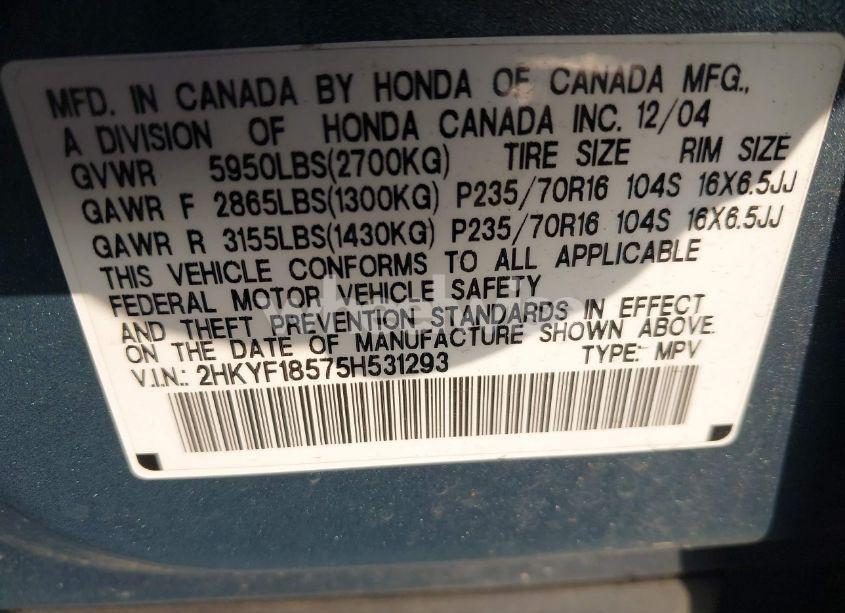 MFD. IN CANADA BY HONDA OF CANADA MFG.,
A DIVISION OF HONDA CANADA INC. 12/04
GVWR 5950LBS(2700KG) TIRE SIZE RIM SIZE
GAWR F 2865LBS(1300KG) P235/70R16 104S 16X6.5JJ
GAWR R 3155LBS(1430KG) P235/70R16 104S 16X6.5JJ
THIS VEHICLE CONFORMS TO ALL APPLICABLE
FEDERAL MOTOR VEHICLE SAFETY
AND THEFT PREVENTION STANDARDS IN EFFECT
ON THE DATE OF MANUFACTURE SHOWN ABOVE.
V.I.N.: 2HKYF18575H531293 TYPE: MPV